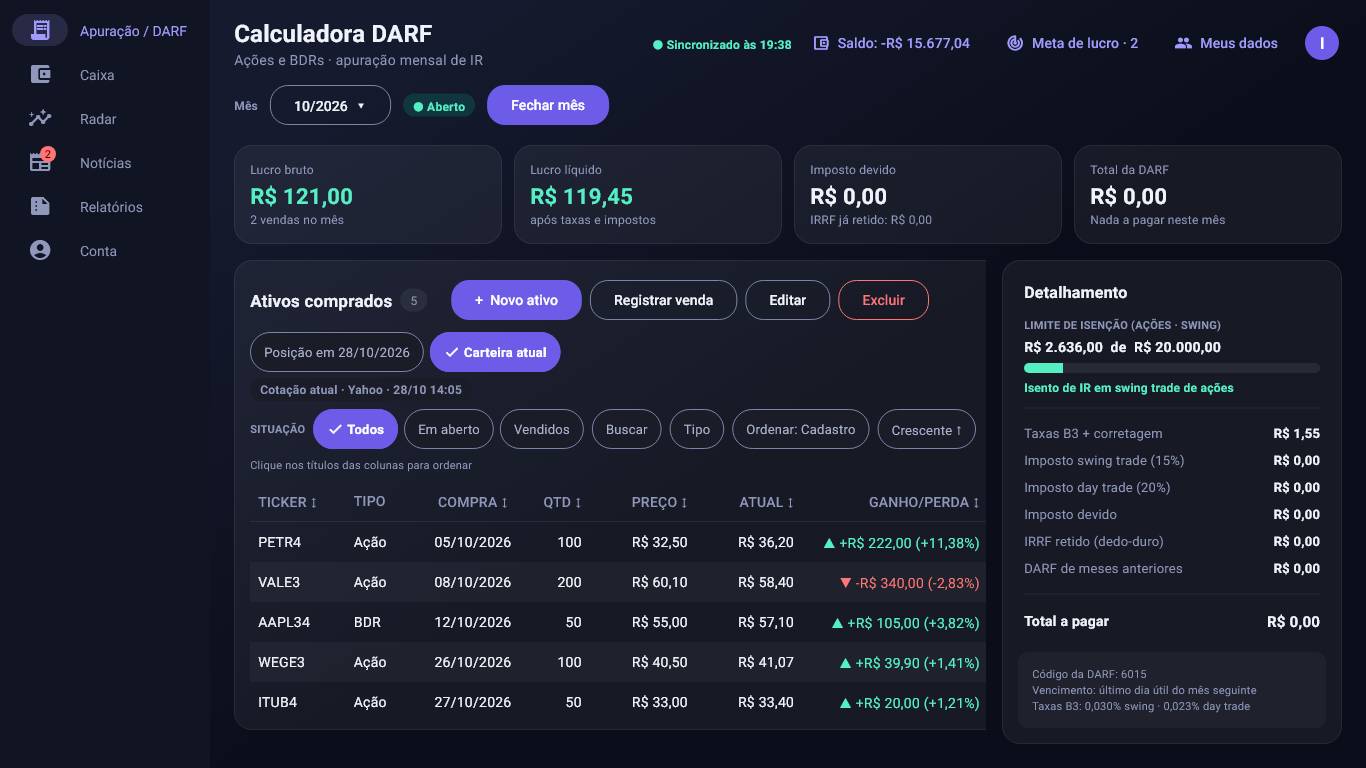 Apuração / DARF
Caixa
Radar
2
Notícias
Relatórios
Conta
Calculadora DARF
Ações e BDRs · apuração mensal de IR
Sincronizado às 19:38
Saldo: -R$ 15.677,04
Meta de lucro · 2
Meus dados
I
Mês
10/2026 ▼
Aberto
Fechar mês
Lucro bruto
R$ 121,00
2 vendas no mês
Lucro líquido
R$ 119,45
após taxas e impostos
Imposto devido
R$ 0,00
IRRF já retido: R$ 0,00
Total da DARF
R$ 0,00
Nada a pagar neste mês
Ativos comprados 5
+ Novo ativo
Registrar venda
Editar
Excluir
Posição em 28/10/2026
Carteira atual
Cotação atual · Yahoo · 28/10 14:05
SITUAÇÃO
Todos
Em aberto
Vendidos
Buscar
Tipo
Ordenar: Cadastro
Crescente ↑
Clique nos títulos das colunas para ordenar
TICKER ↕ TIPO COMPRA ↕ QTD ↕ PREÇO ↕ ATUAL ↕ GANHO/PERDA ↕
PETR4 Ação 05/10/2026 100 R$ 32,50 R$ 36,20 ▲ +R$ 222,00 (+11,38%)
VALE3 Ação 08/10/2026 200 R$ 60,10 R$ 58,40 ▼ -R$ 340,00 (-2,83%)
AAPL34 BDR 12/10/2026 50 R$ 55,00 R$ 57,10 ▲ +R$ 105,00 (+3,82%)
WEGE3 Ação 26/10/2026 100 R$ 40,50 R$ 41,07 ▲ +R$ 39,90 (+1,41%)
ITUB4 Ação 27/10/2026 50 R$ 33,00 R$ 33,40 ▲ +R$ 20,00 (+1,21%)
Detalhamento
LIMITE DE ISENÇÃO (AÇÕES · SWING)
R$ 2.636,00 de R$ 20.000,00
Isento de IR em swing trade de ações
Taxas B3 + corretagem R$ 1,55
Imposto swing trade (15%) R$ 0,00
Imposto day trade (20%) R$ 0,00
Imposto devido R$ 0,00
IRRF retido (dedo-duro) R$ 0,00
DARF de meses anteriores R$ 0,00
Total a pagar R$ 0,00
Código da DARF: 6015
Vencimento: último dia útil do mês seguinte
Taxas B3: 0,030% swing · 0,023% day trade